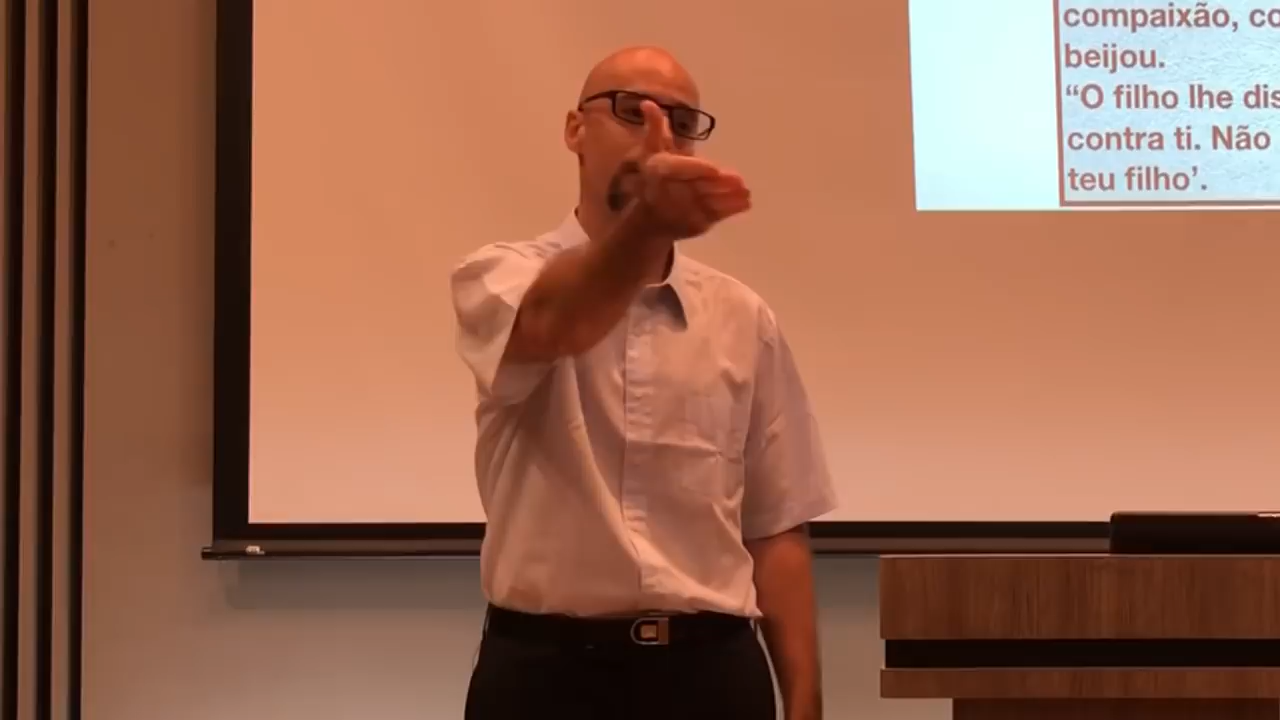 compaixão, co
beijou.
“O filho lhe dis
contra ti. Não
teu filho’.